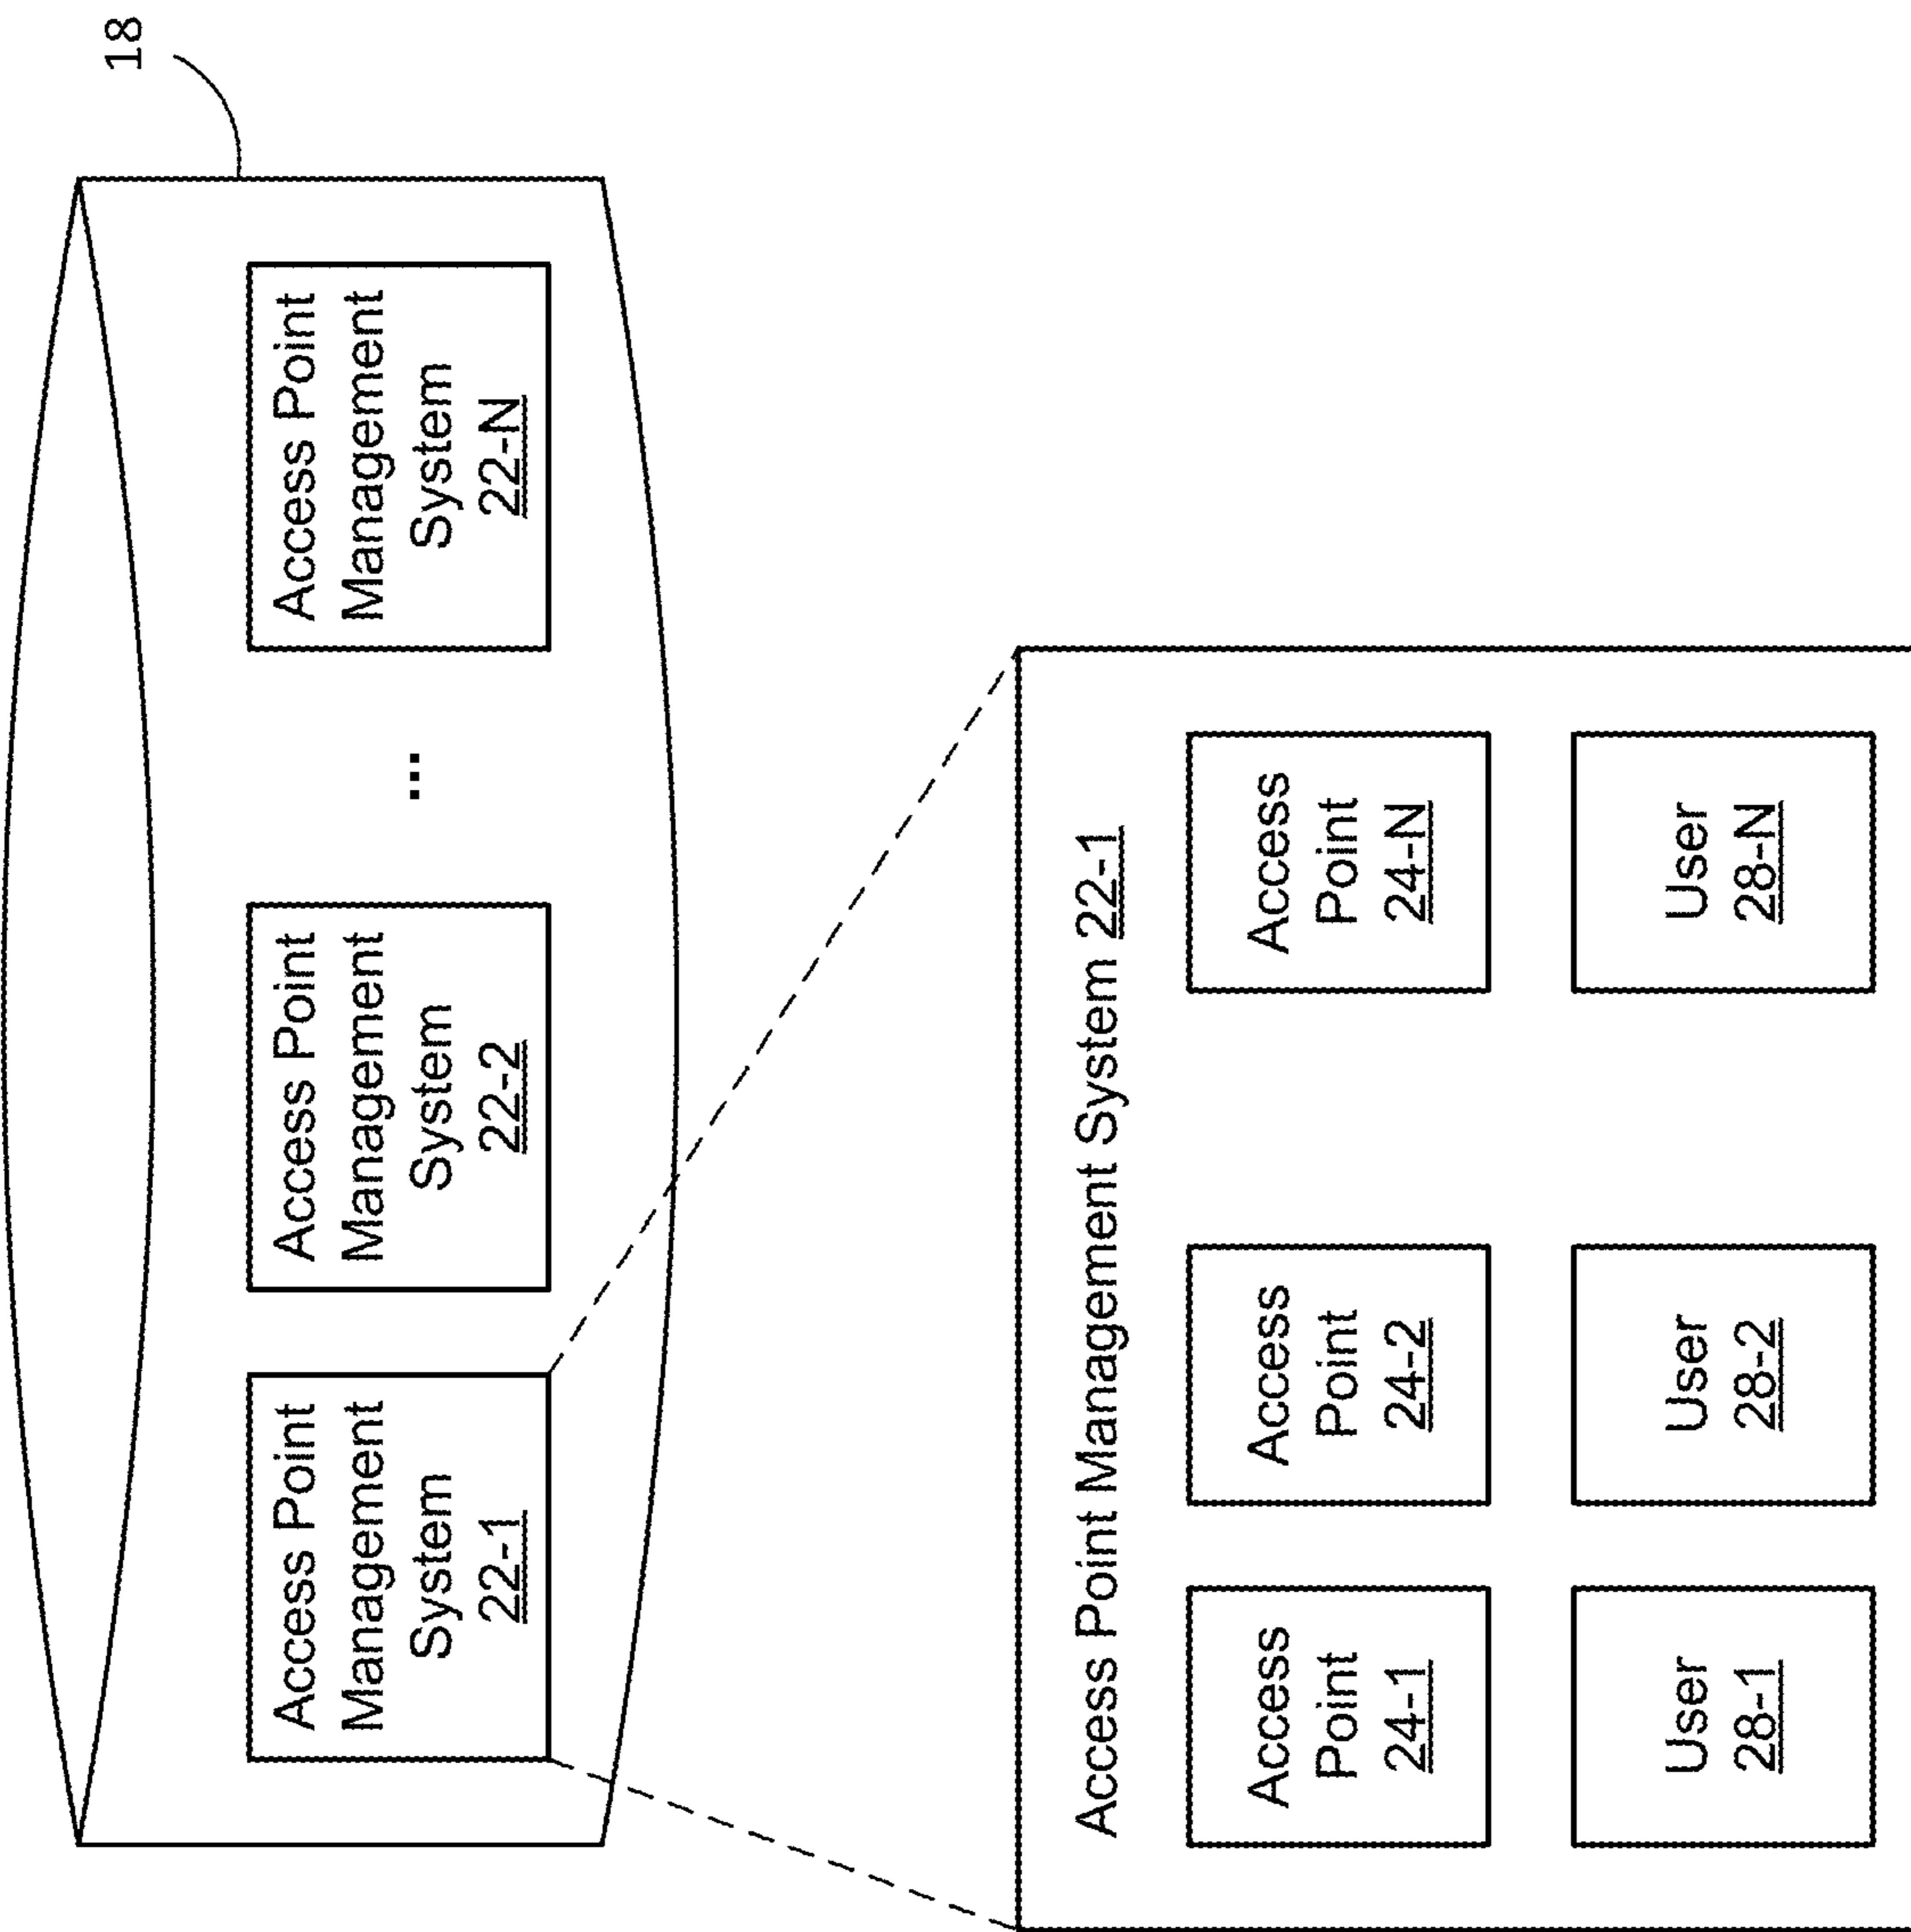 18
Access Point
Management
System
22-1
Access Point
Management
System
22-2
...
Access Point
Management
System
22-N
Access Point Management System 22-1
Access
Point
24-1
Access
Point
24-2
Access
Point
24-N
User
28-1
User
28-2
User
28-N